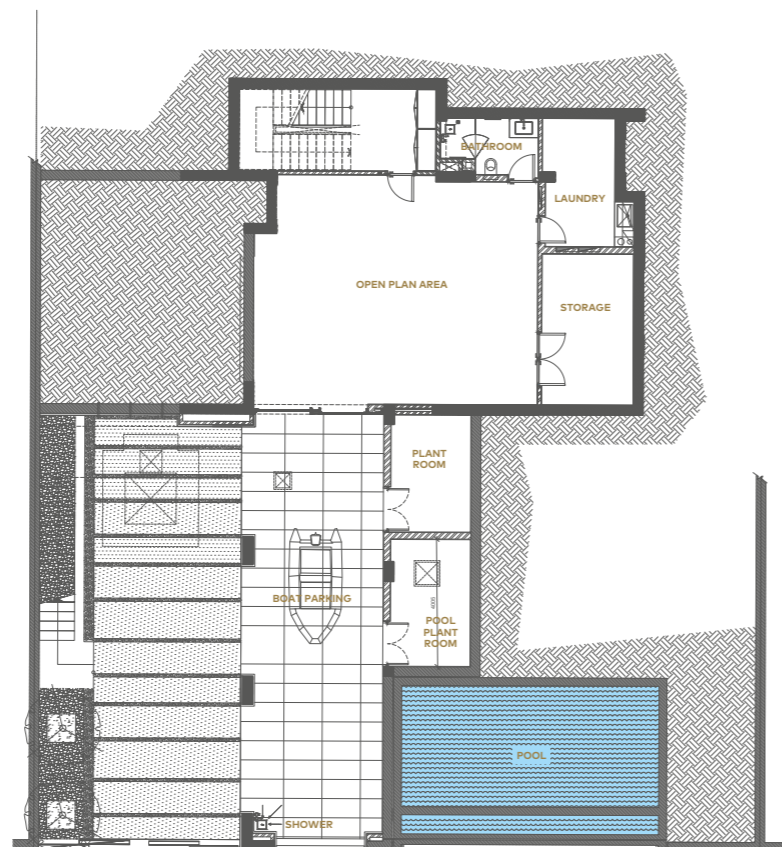 BATHROOM
LAUNDRY
OPEN PLAN AREA
STORAGE
PLANT
ROOM
BOAT PARKING
POOL
PLANT
ROOM
POOL
SHOWER